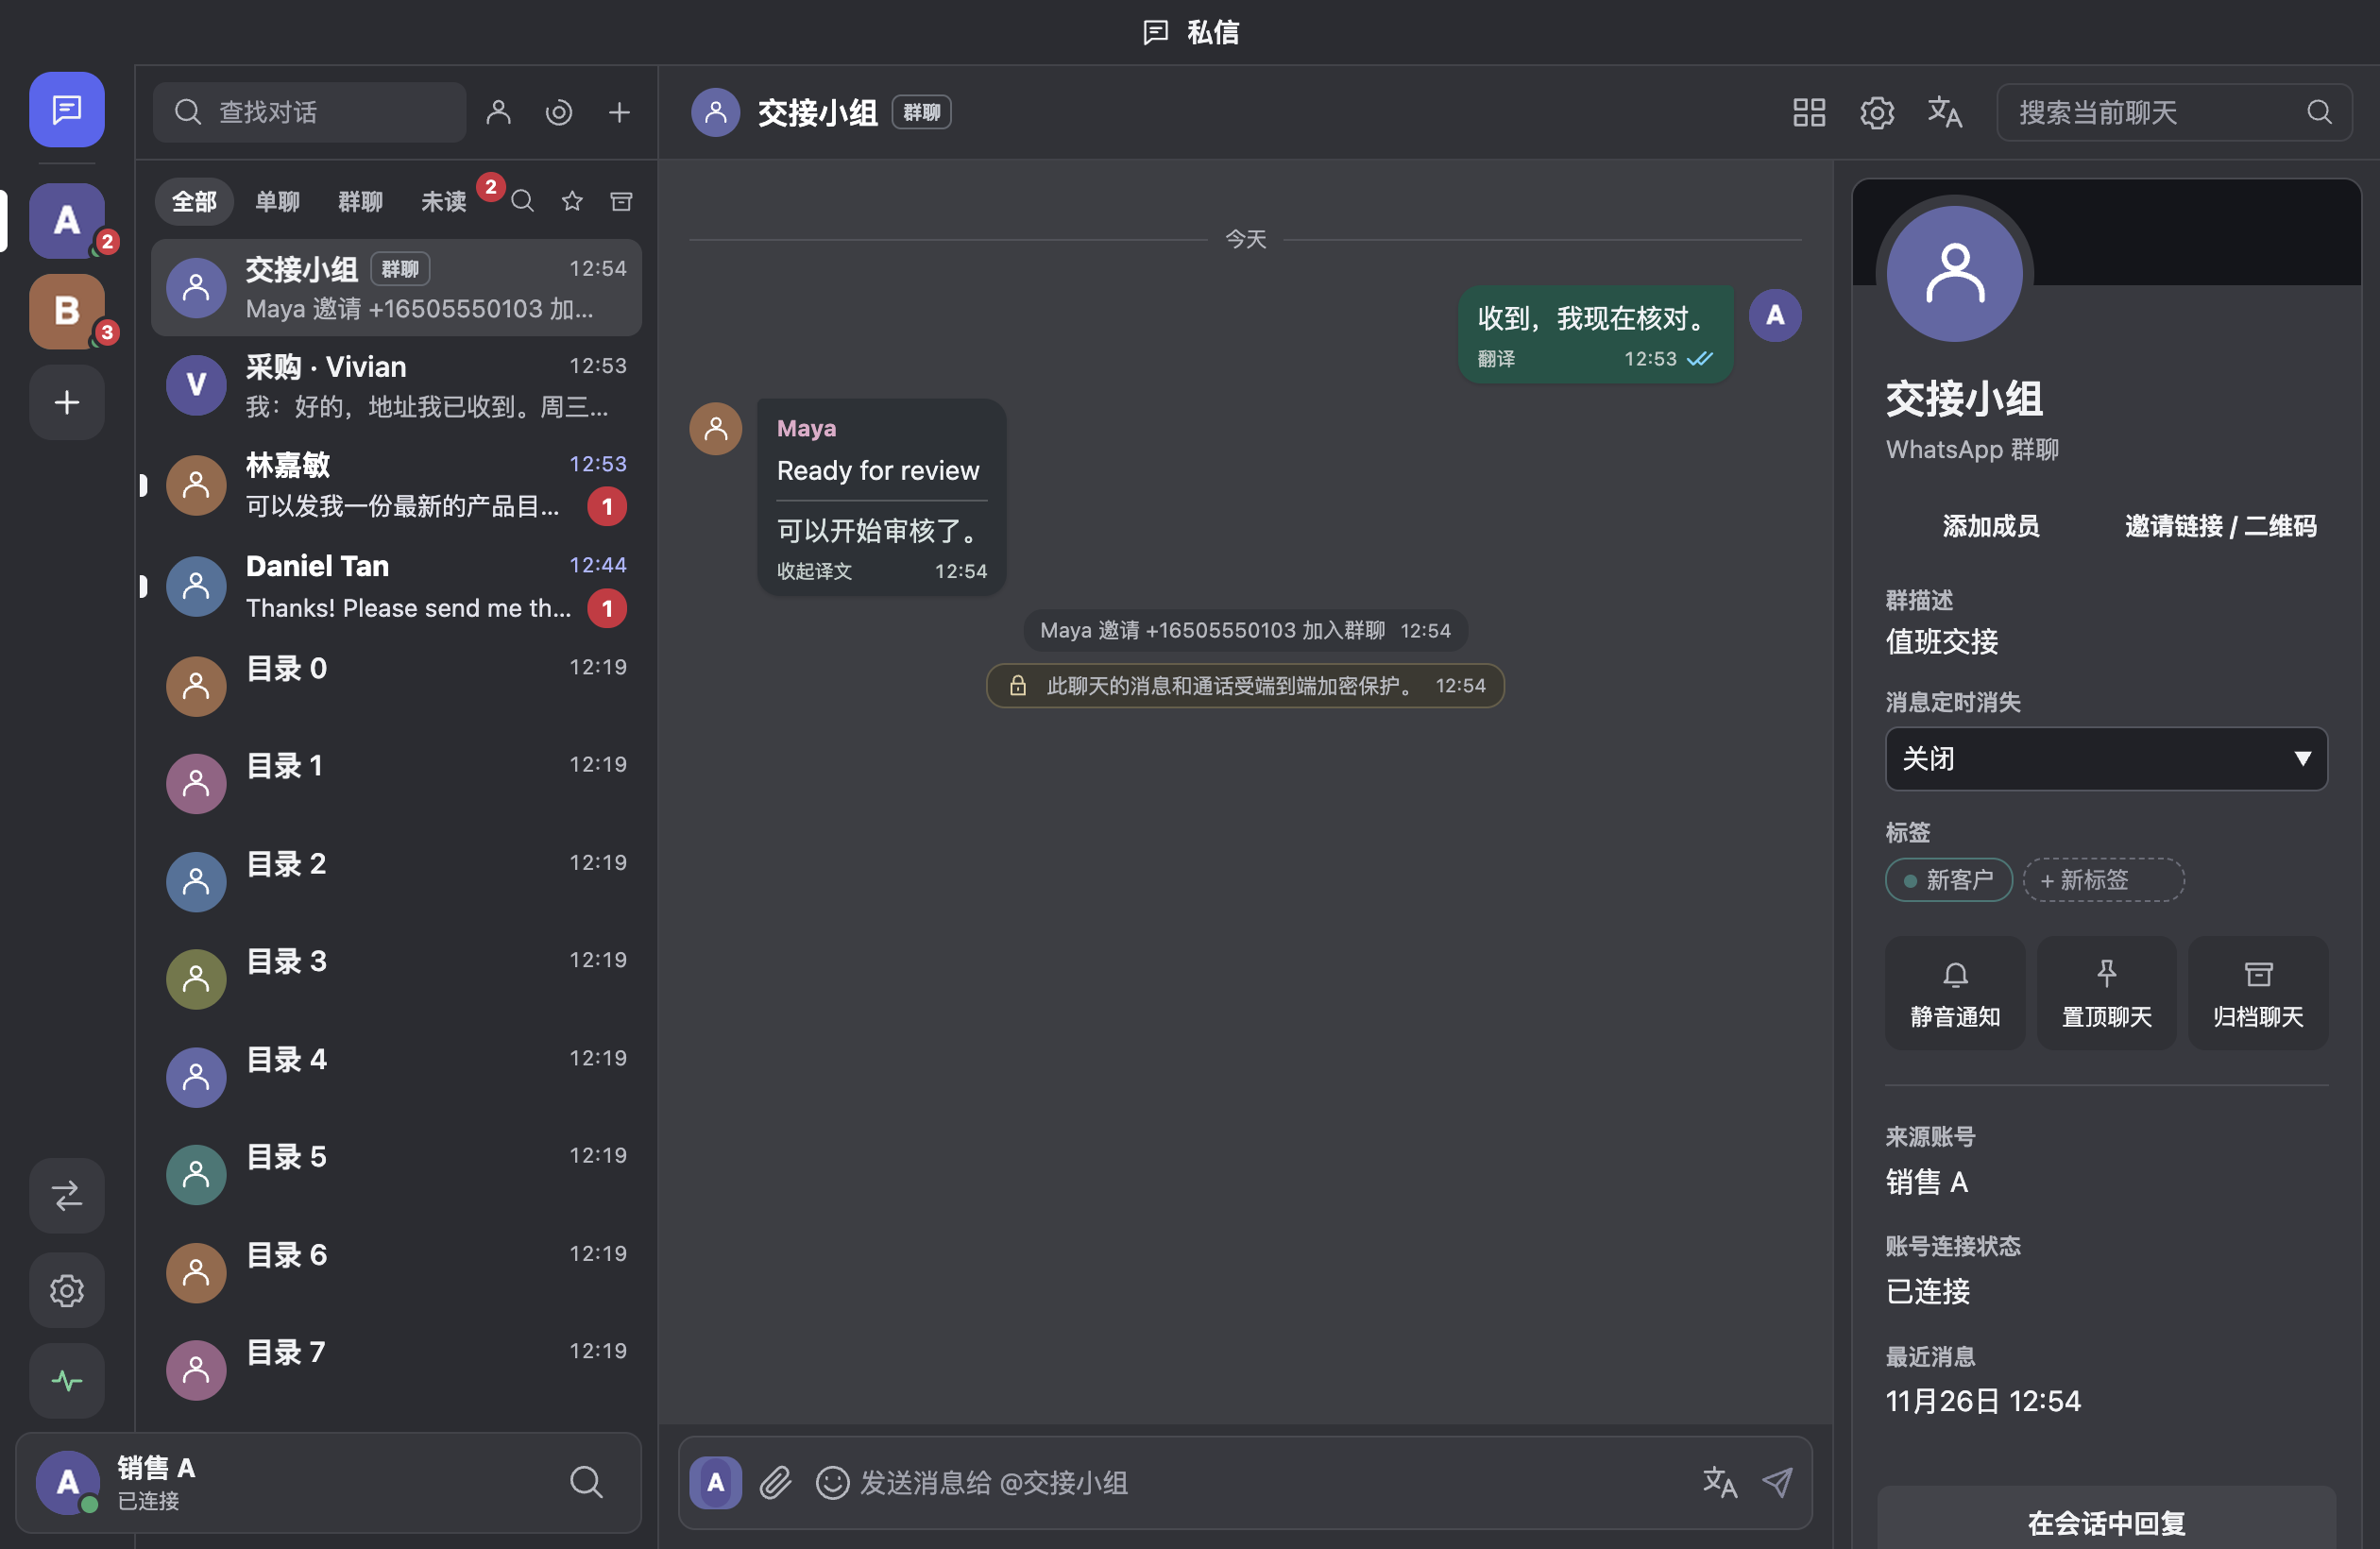 私信
查找对话
A
2
B
3
全部 单聊 群聊 未读 2
交接小组 群聊 12:54
Maya 邀请 +16505550103 加...
V
采购 · Vivian 12:53
我：好的，地址我已收到。周三...
林嘉敏 12:53
可以发我一份最新的产品目... 1
Daniel Tan 12:44
Thanks! Please send me th... 1
目录 0 12:19
目录 1 12:19
目录 2 12:19
目录 3 12:19
目录 4 12:19
目录 5 12:19
目录 6 12:19
目录 7 12:19
A
销售 A
已连接
交接小组 群聊
搜索当前聊天
今天
收到，我现在核对。
翻译 12:53
A
Maya
Ready for review
可以开始审核了。
收起译文 12:54
Maya 邀请 +16505550103 加入群聊 12:54
此聊天的消息和通话受端到端加密保护。 12:54
A 发送消息给 @交接小组
交接小组
WhatsApp 群聊
添加成员 邀请链接 / 二维码
群描述
值班交接
消息定时消失
关闭
标签
新客户 + 新标签
静音通知 置顶聊天 归档聊天
来源账号
销售 A
账号连接状态
已连接
最近消息
11月26日 12:54
在会话中回复